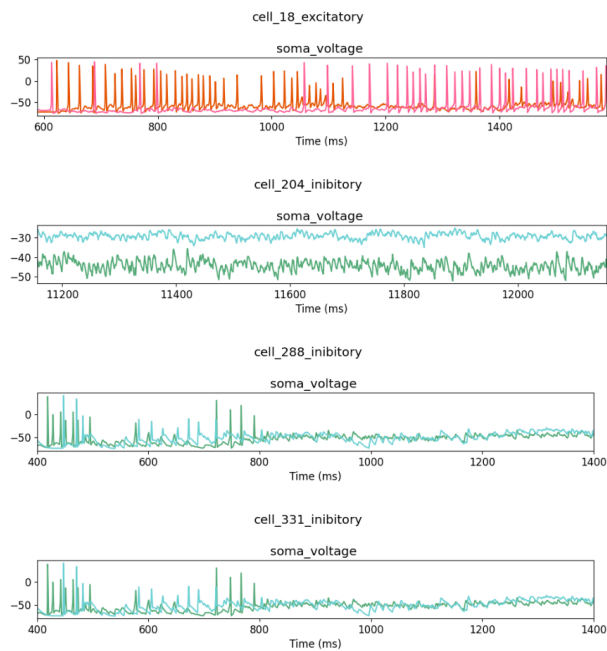 cell_18_excitatory
soma_voltage
50
0
−50
600 800 1000 1200 1400
Time (ms)
cell_204_inibitory
soma_voltage
−30
−40
−50
11200 11400 11600 11800 12000
Time (ms)
cell_288_inibitory
soma_voltage
0
−50
400 600 800 1000 1200 1400
Time (ms)
cell_331_inibitory
soma_voltage
0
−50
400 600 800 1000 1200 1400
Time (ms)